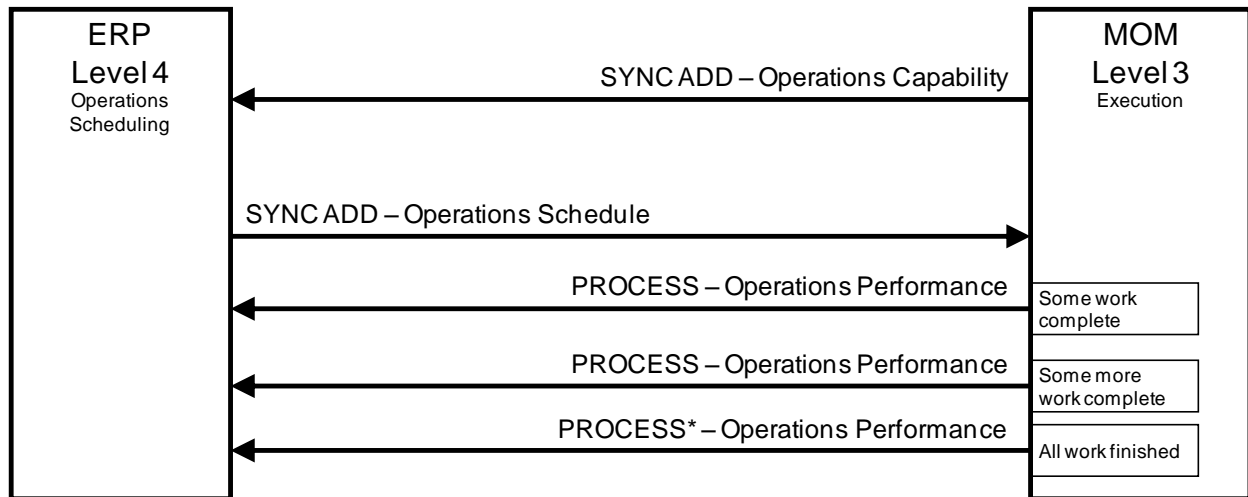 ERP
Level 4
Operations
Scheduling
MOM
Level 3
Execution
SYNC ADD – Operations Capability
SYNC ADD – Operations Schedule
PROCESS – Operations Performance
Some work
complete
PROCESS – Operations Performance
Some more
work complete
PROCESS* – Operations Performance
All work finished